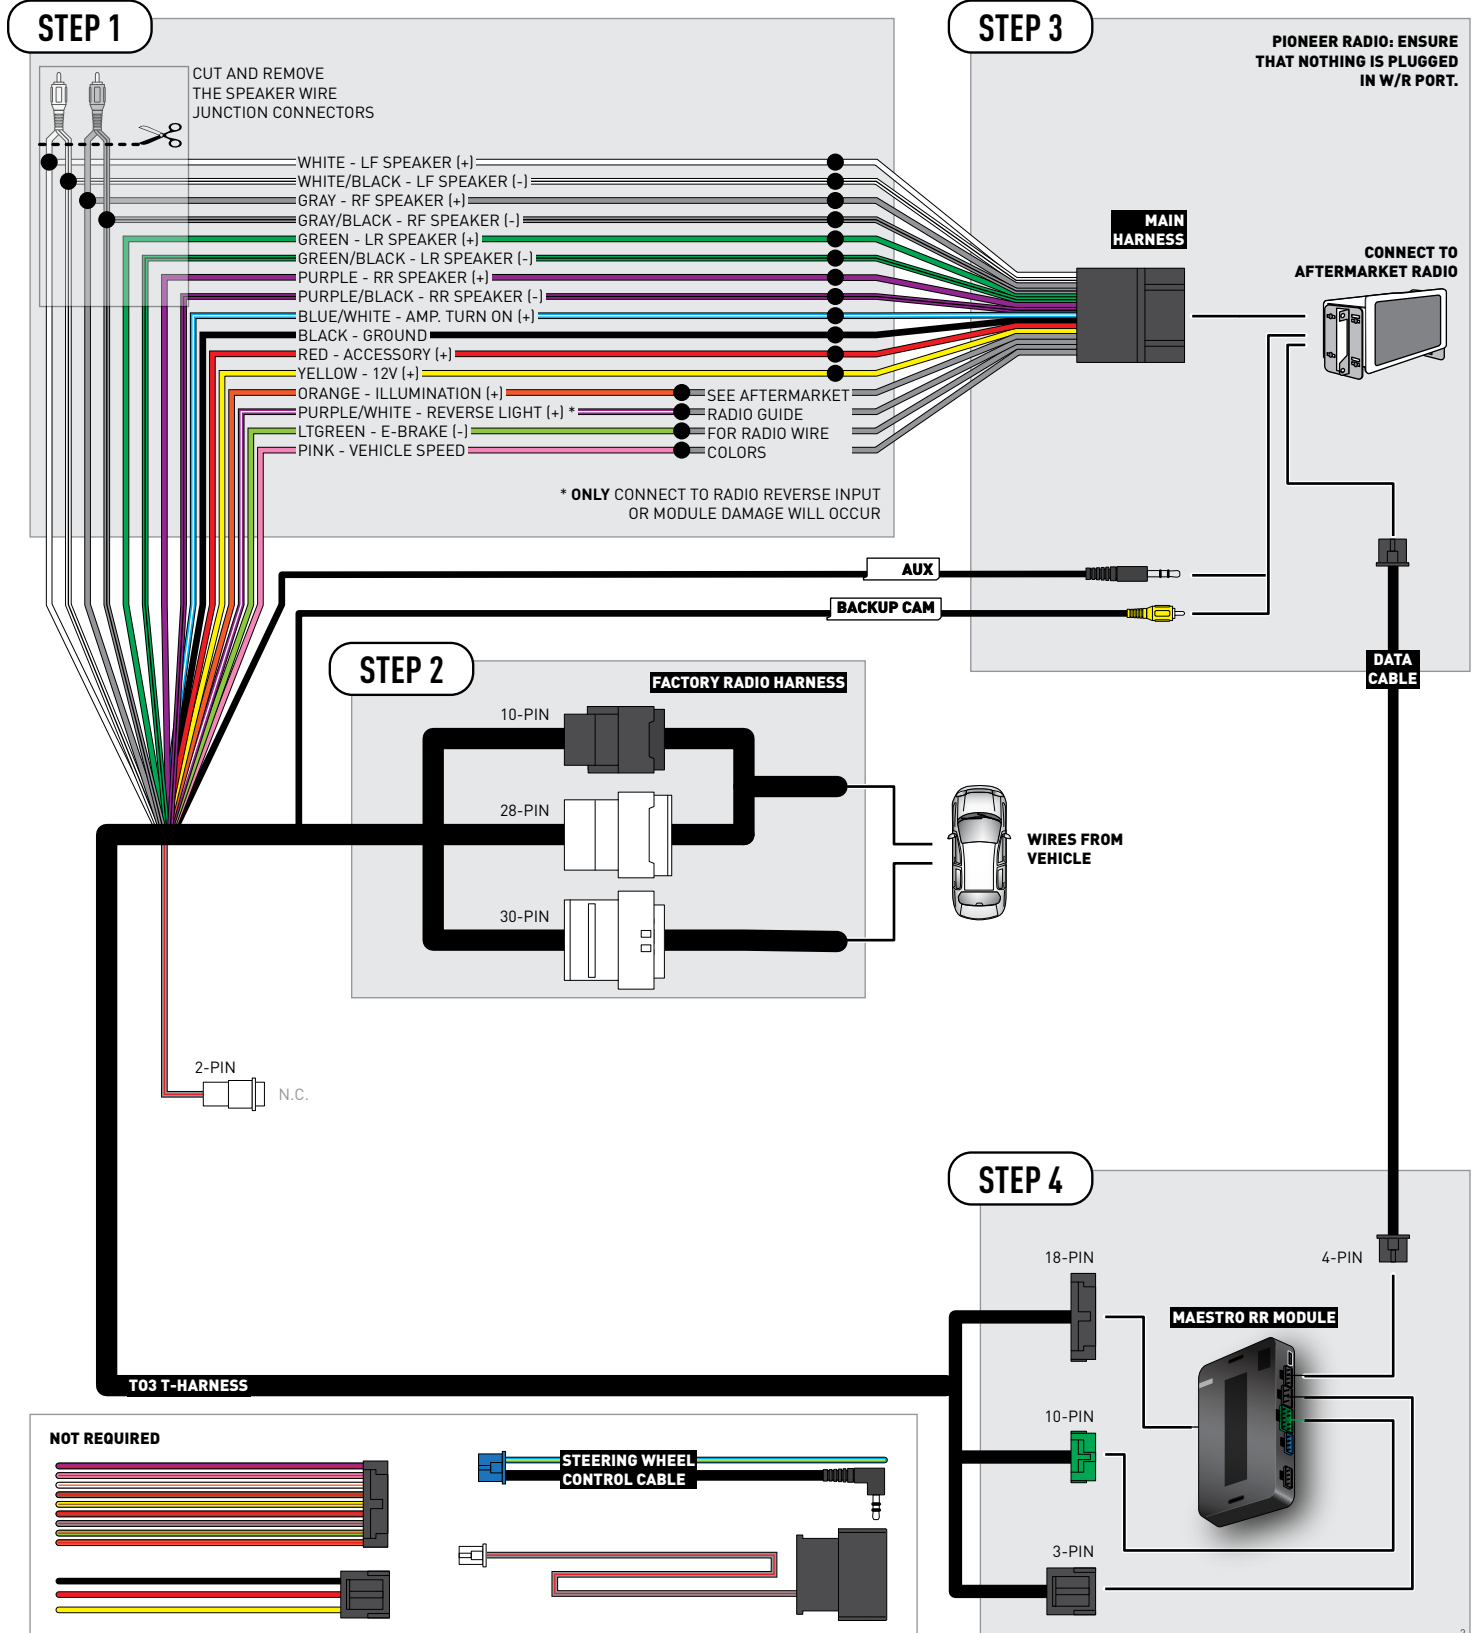 STEP 1
CUT AND REMOVE
THE SPEAKER WIRE
JUNCTION CONNECTORS
WHITE - LF SPEAKER (+)
WHITE/BLACK - LF SPEAKER (-)
GRAY - RF SPEAKER (+)
GRAY/BLACK - RF SPEAKER (-)
GREEN - LR SPEAKER (+)
GREEN/BLACK - LR SPEAKER (-)
PURPLE - RR SPEAKER (+)
PURPLE/BLACK - RR SPEAKER (-)
BLUE/WHITE - AMP. TURN ON (+)
BLACK - GROUND
RED - ACCESSORY (+)
YELLOW - 12V (+)
ORANGE - ILLUMINATION (+)
PURPLE/WHITE - REVERSE LIGHT (+) *
LTGREEN - E-BRAKE (-)
PINK - VEHICLE SPEED
SEE AFTERMARKET
RADIO GUIDE
FOR RADIO WIRE
COLORS
* ONLY CONNECT TO RADIO REVERSE INPUT
OR MODULE DAMAGE WILL OCCUR
STEP 3
PIONEER RADIO: ENSURE
THAT NOTHING IS PLUGGED
IN W/R PORT.
MAIN
HARNESS
CONNECT TO
AFTERMARKET RADIO
AUX
BACKUP CAM
DATA
CABLE
STEP 2
FACTORY RADIO HARNESS
10-PIN
28-PIN
30-PIN
WIRES FROM
VEHICLE
2-PIN
N.C.
STEP 4
18-PIN
4-PIN
MAESTRO RR MODULE
10-PIN
3-PIN
TO3 T-HARNESS
NOT REQUIRED
STEERING WHEEL
CONTROL CABLE